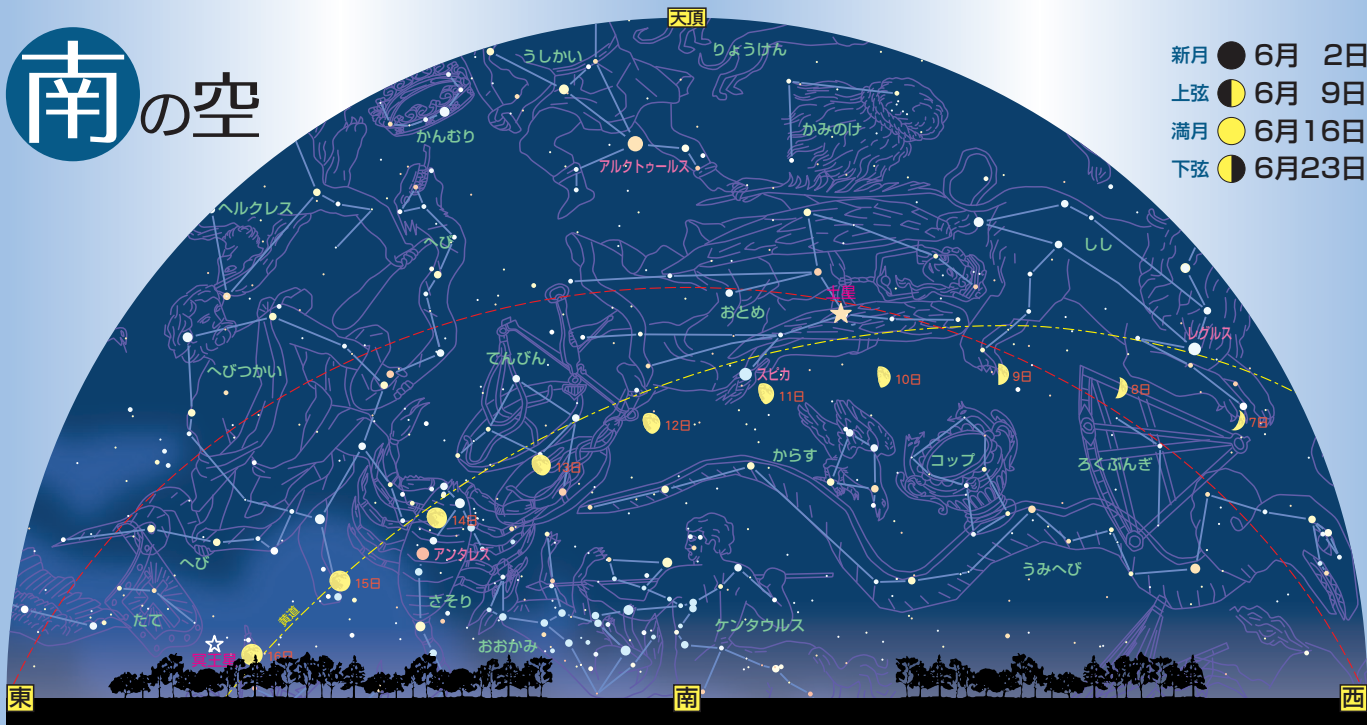 南の空
天頂
新月 6月 2日
上弦 6月 9日
満月 6月16日
下弦 6月23日
うしかい
りょうけん
かんむり
かみのけ
アルクトゥールス
ヘルクレス
へび
しし
土星
おとめ
レグルス
てんびん
へびつかい
スピカ
10日
9日
8日
11日
7日
12日
からす
コップ
ろくぶんぎ
13日
14日
アンタレス
へび
15日
うみへび
さそり
黄道
たて
ケンタウルス
おおかみ
冥王星
16日
東
南
西